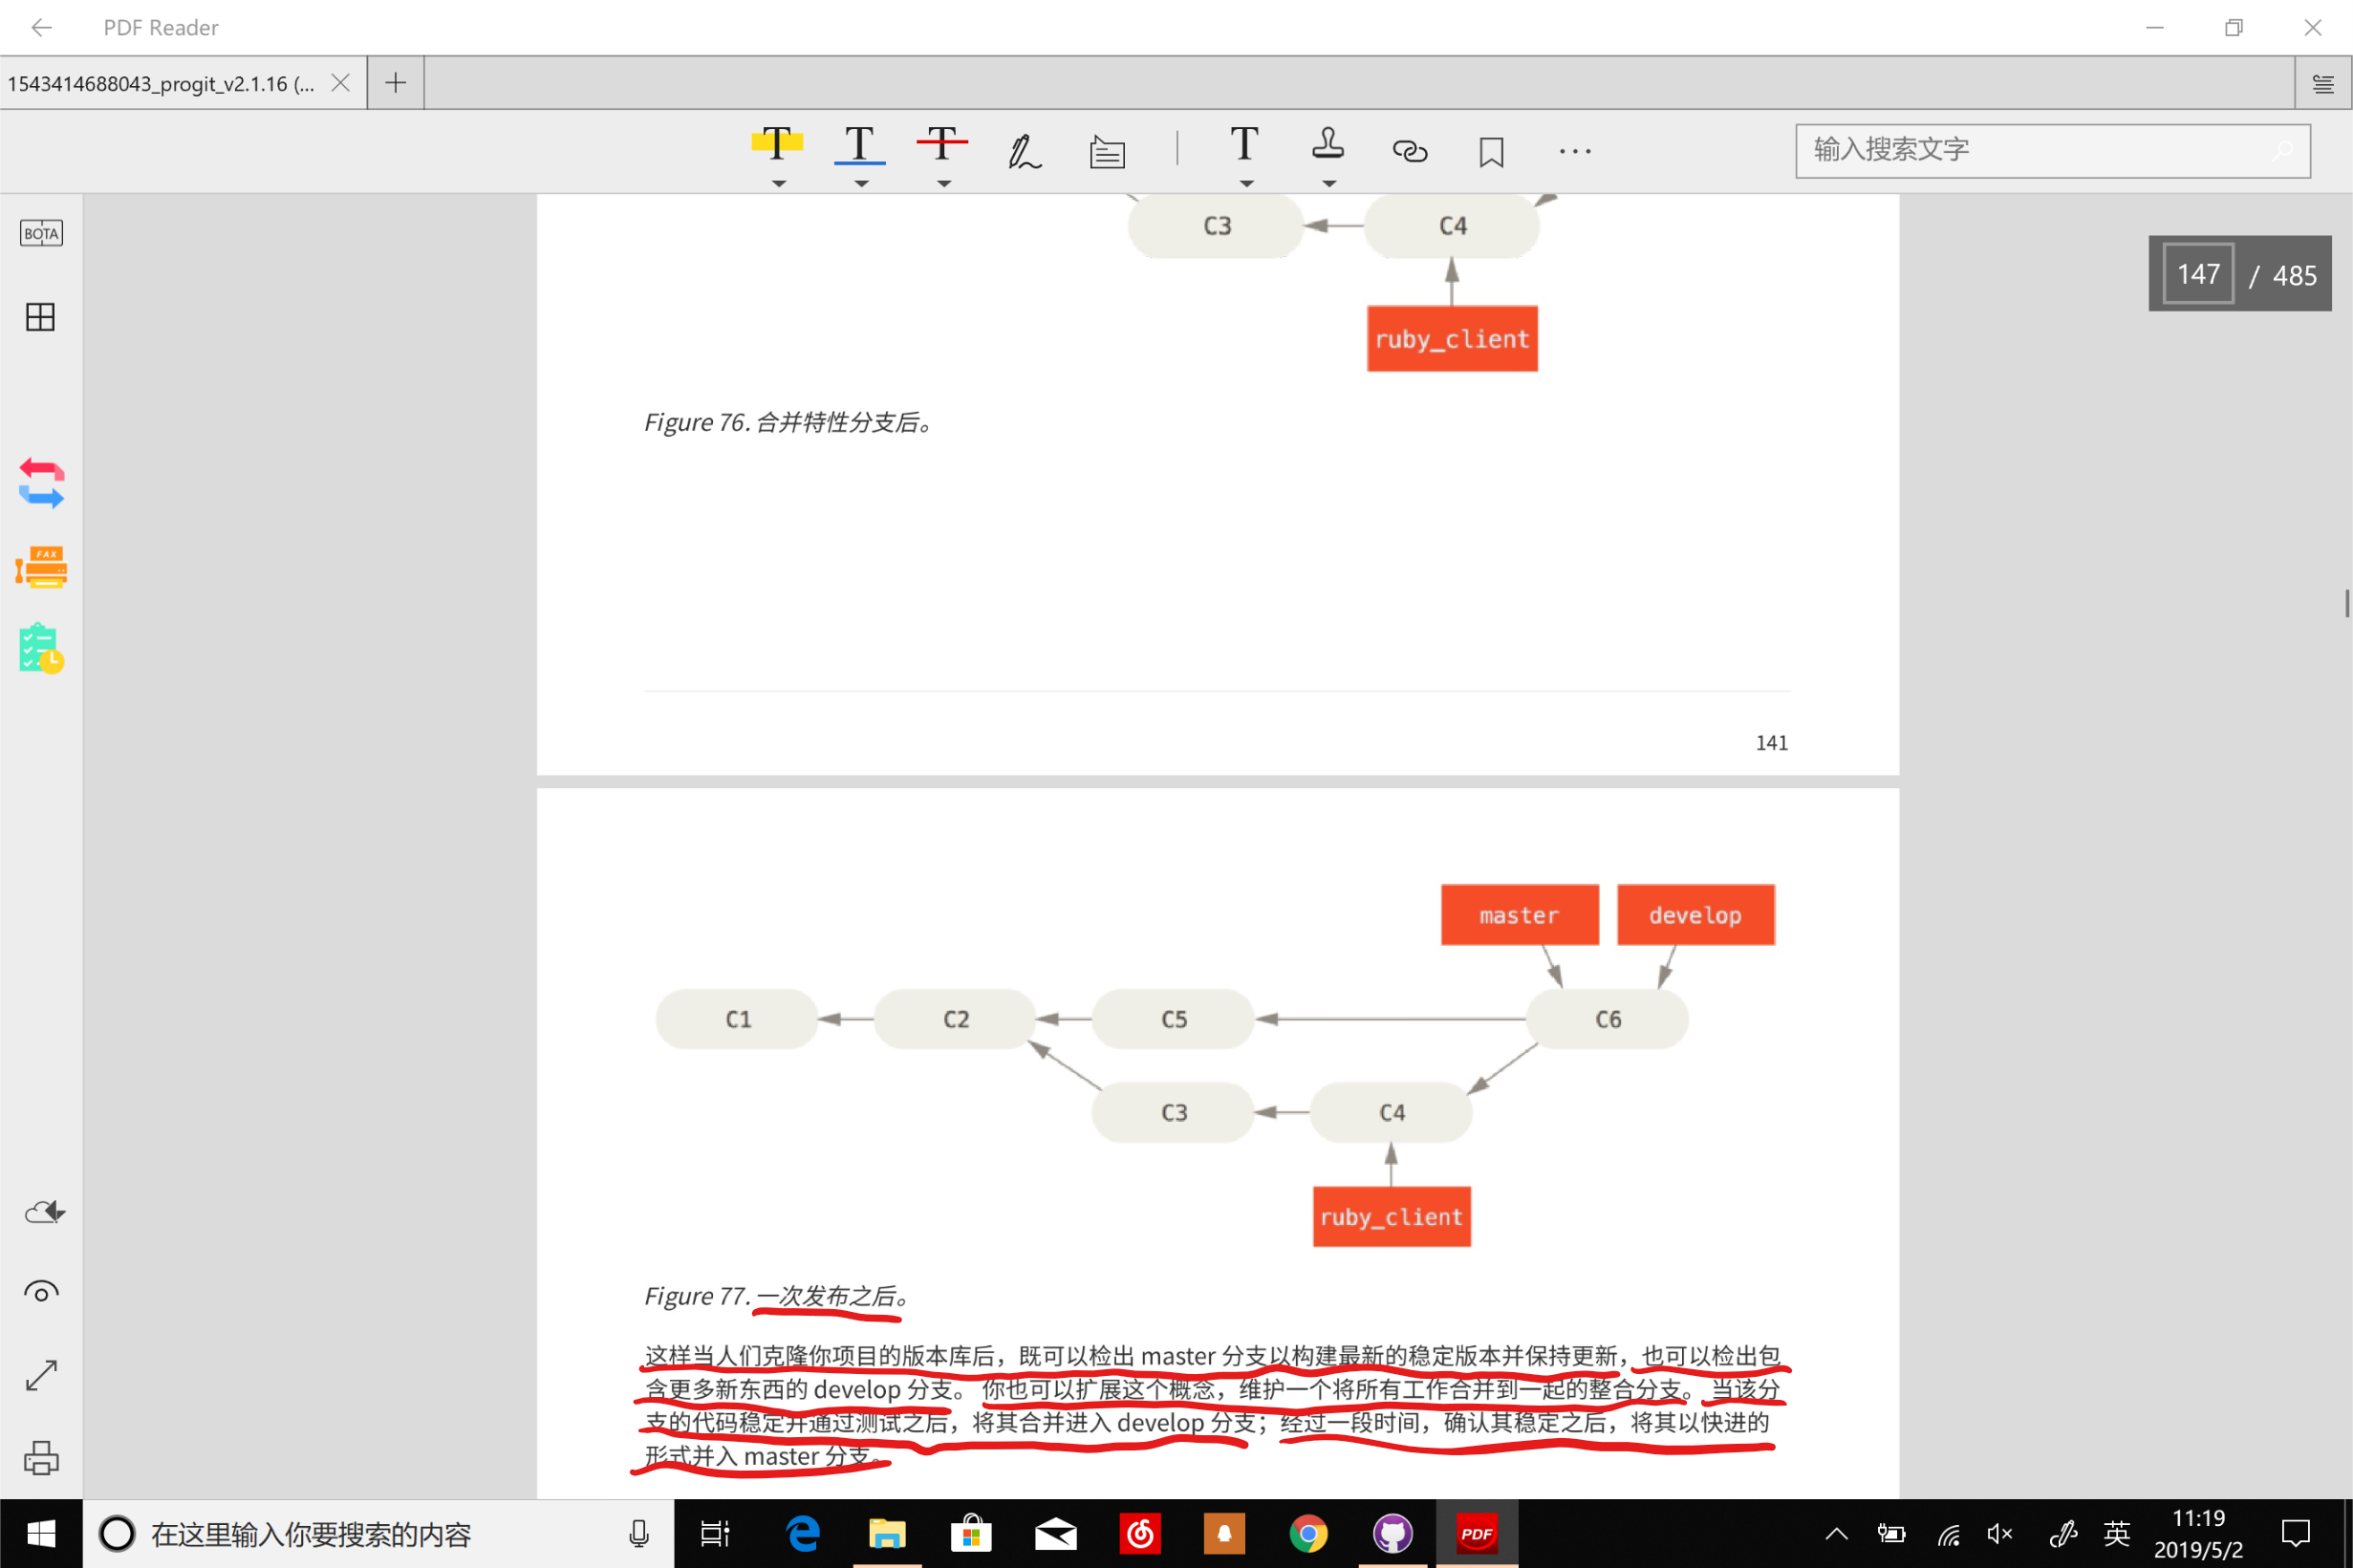 PDF Reader
1543414688043_progit_v2.1.16 (...
T T T T ...
输入搜索文字
BOTA
147 / 485
C3 C4
ruby_client
Figure 76. 合并特性分支后。
FAX
141
master develop
C1 C2 C5 C6
C3 C4
ruby_client
Figure 77. 一次发布之后。
这样当人们克隆你项目的版本库后，既可以检出 master 分支以构建最新的稳定版本并保持更新，也可以检出包
含更多新东西的 develop 分支。 你也可以扩展这个概念，维护一个将所有工作合并到一起的整合分支。 当该分
支的代码稳定并通过测试之后，将其合并进入 develop 分支；经过一段时间，确认其稳定之后，将其以快进的
形式并入 master 分支。
在这里输入你要搜索的内容
PDF
英
11:19
2019/5/2